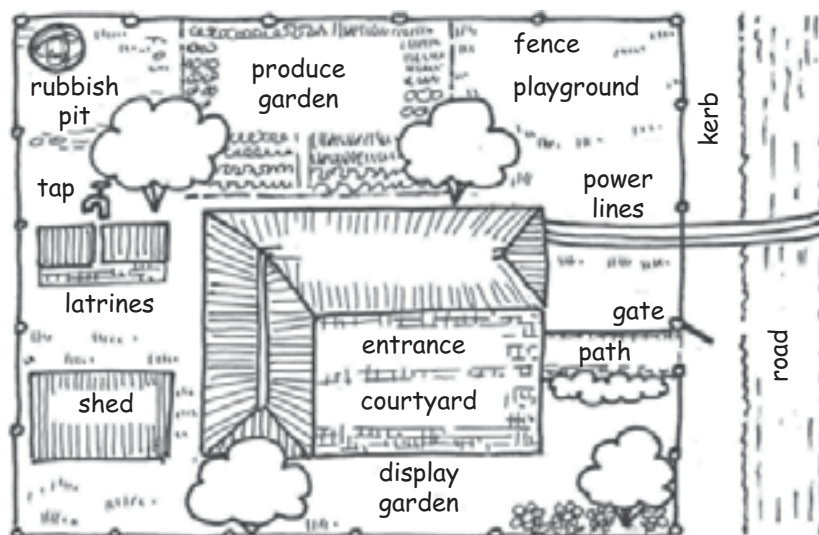 fence
produce
garden
rubbish
pit
playground
kerb
tap
power
lines
latrines
gate
entrance
path
road
shed
courtyard
display
garden